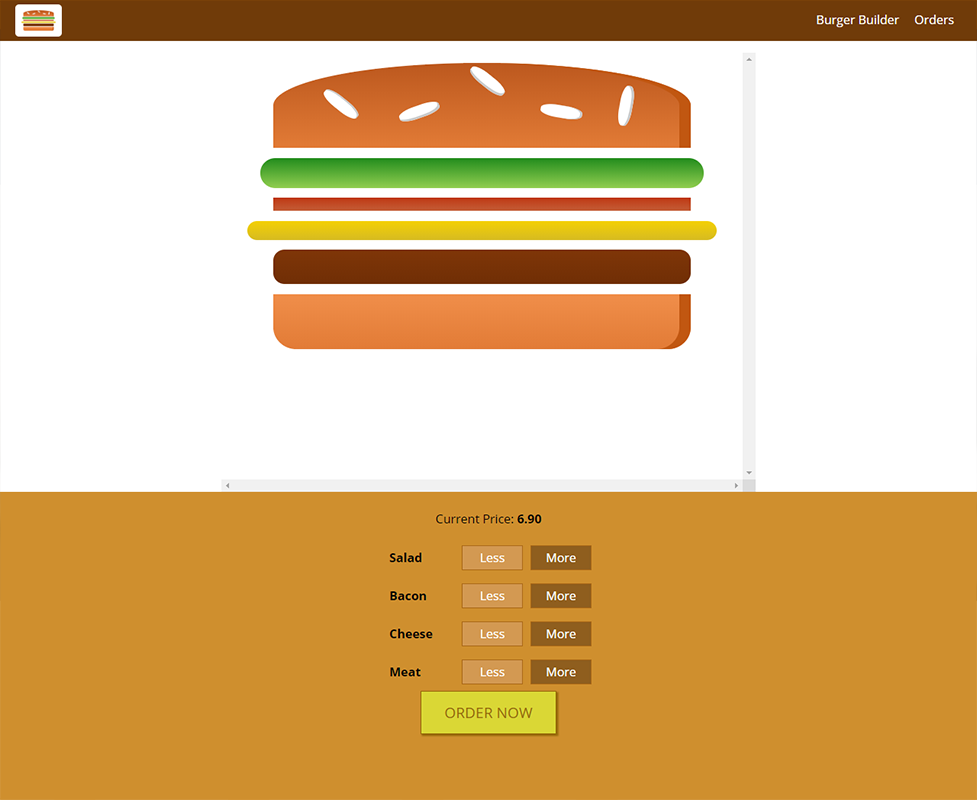 Burger Builder Orders
Current Price: 6.90
Salad Less More
Bacon Less More
Cheese Less More
Meat Less More
ORDER NOW